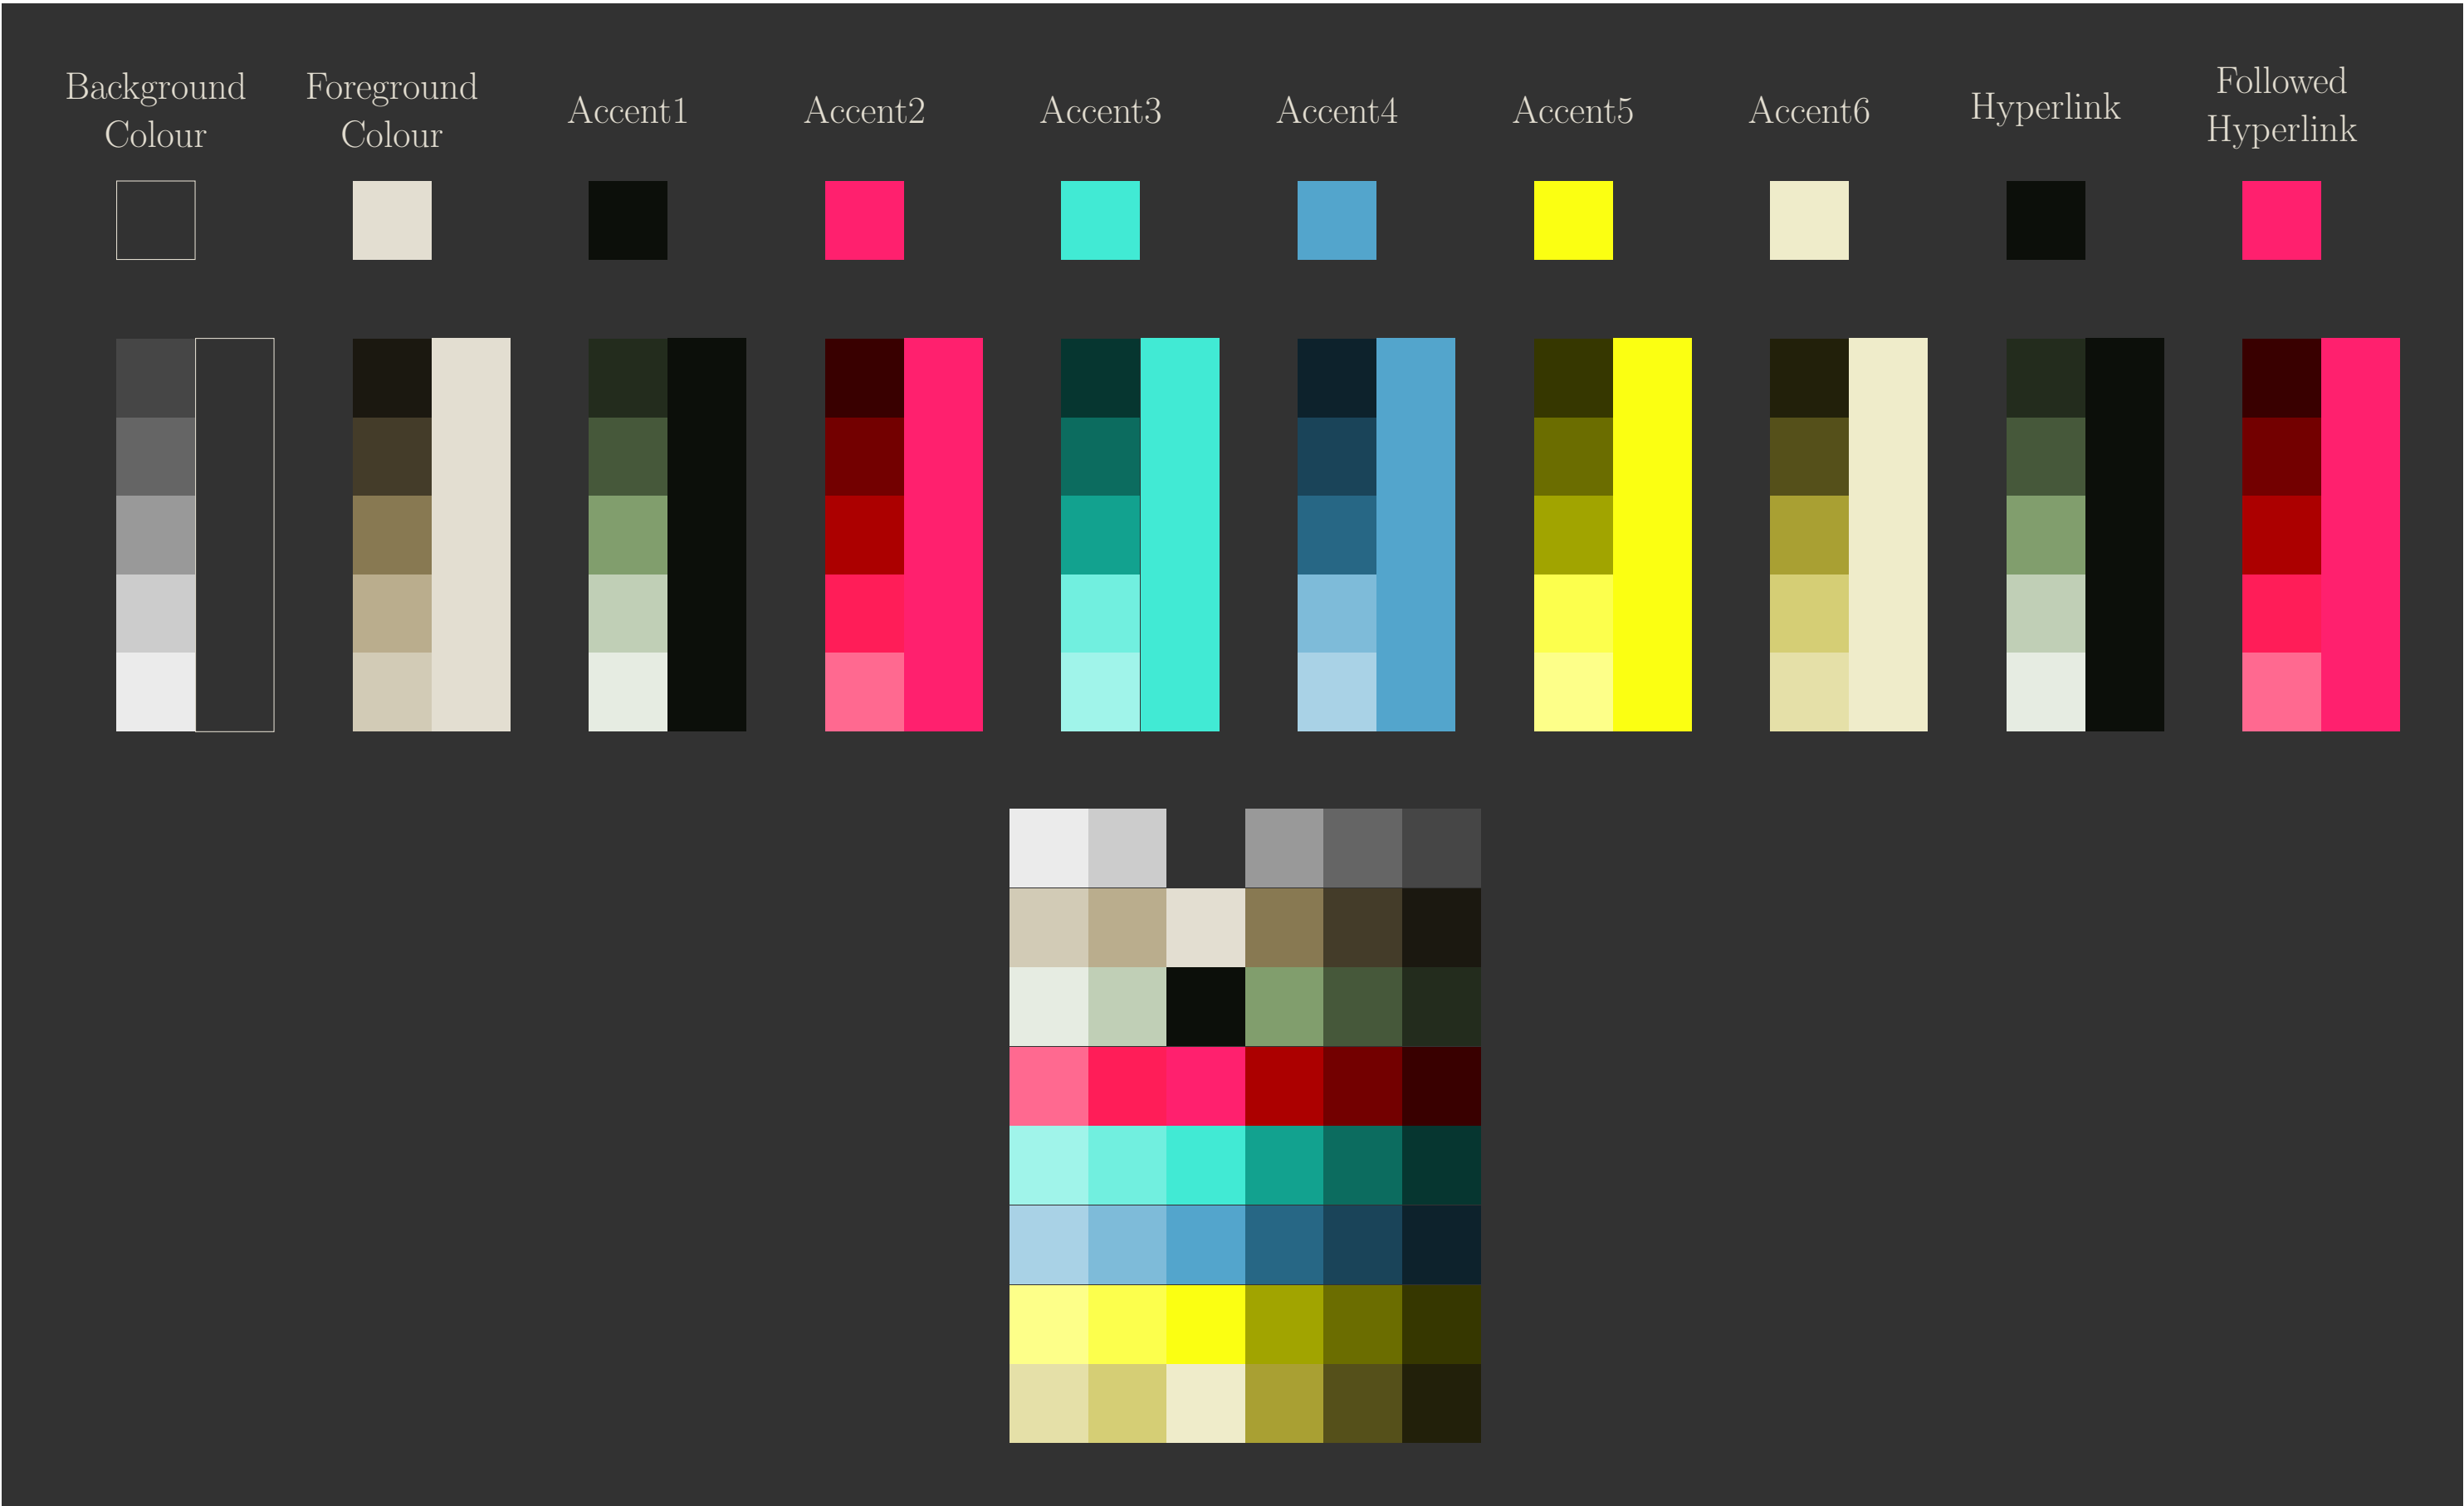 Background
Colour
Foreground
Colour
Accent1
Accent2
Accent3
Accent4
Accent5
Accent6
Hyperlink
Followed
Hyperlink